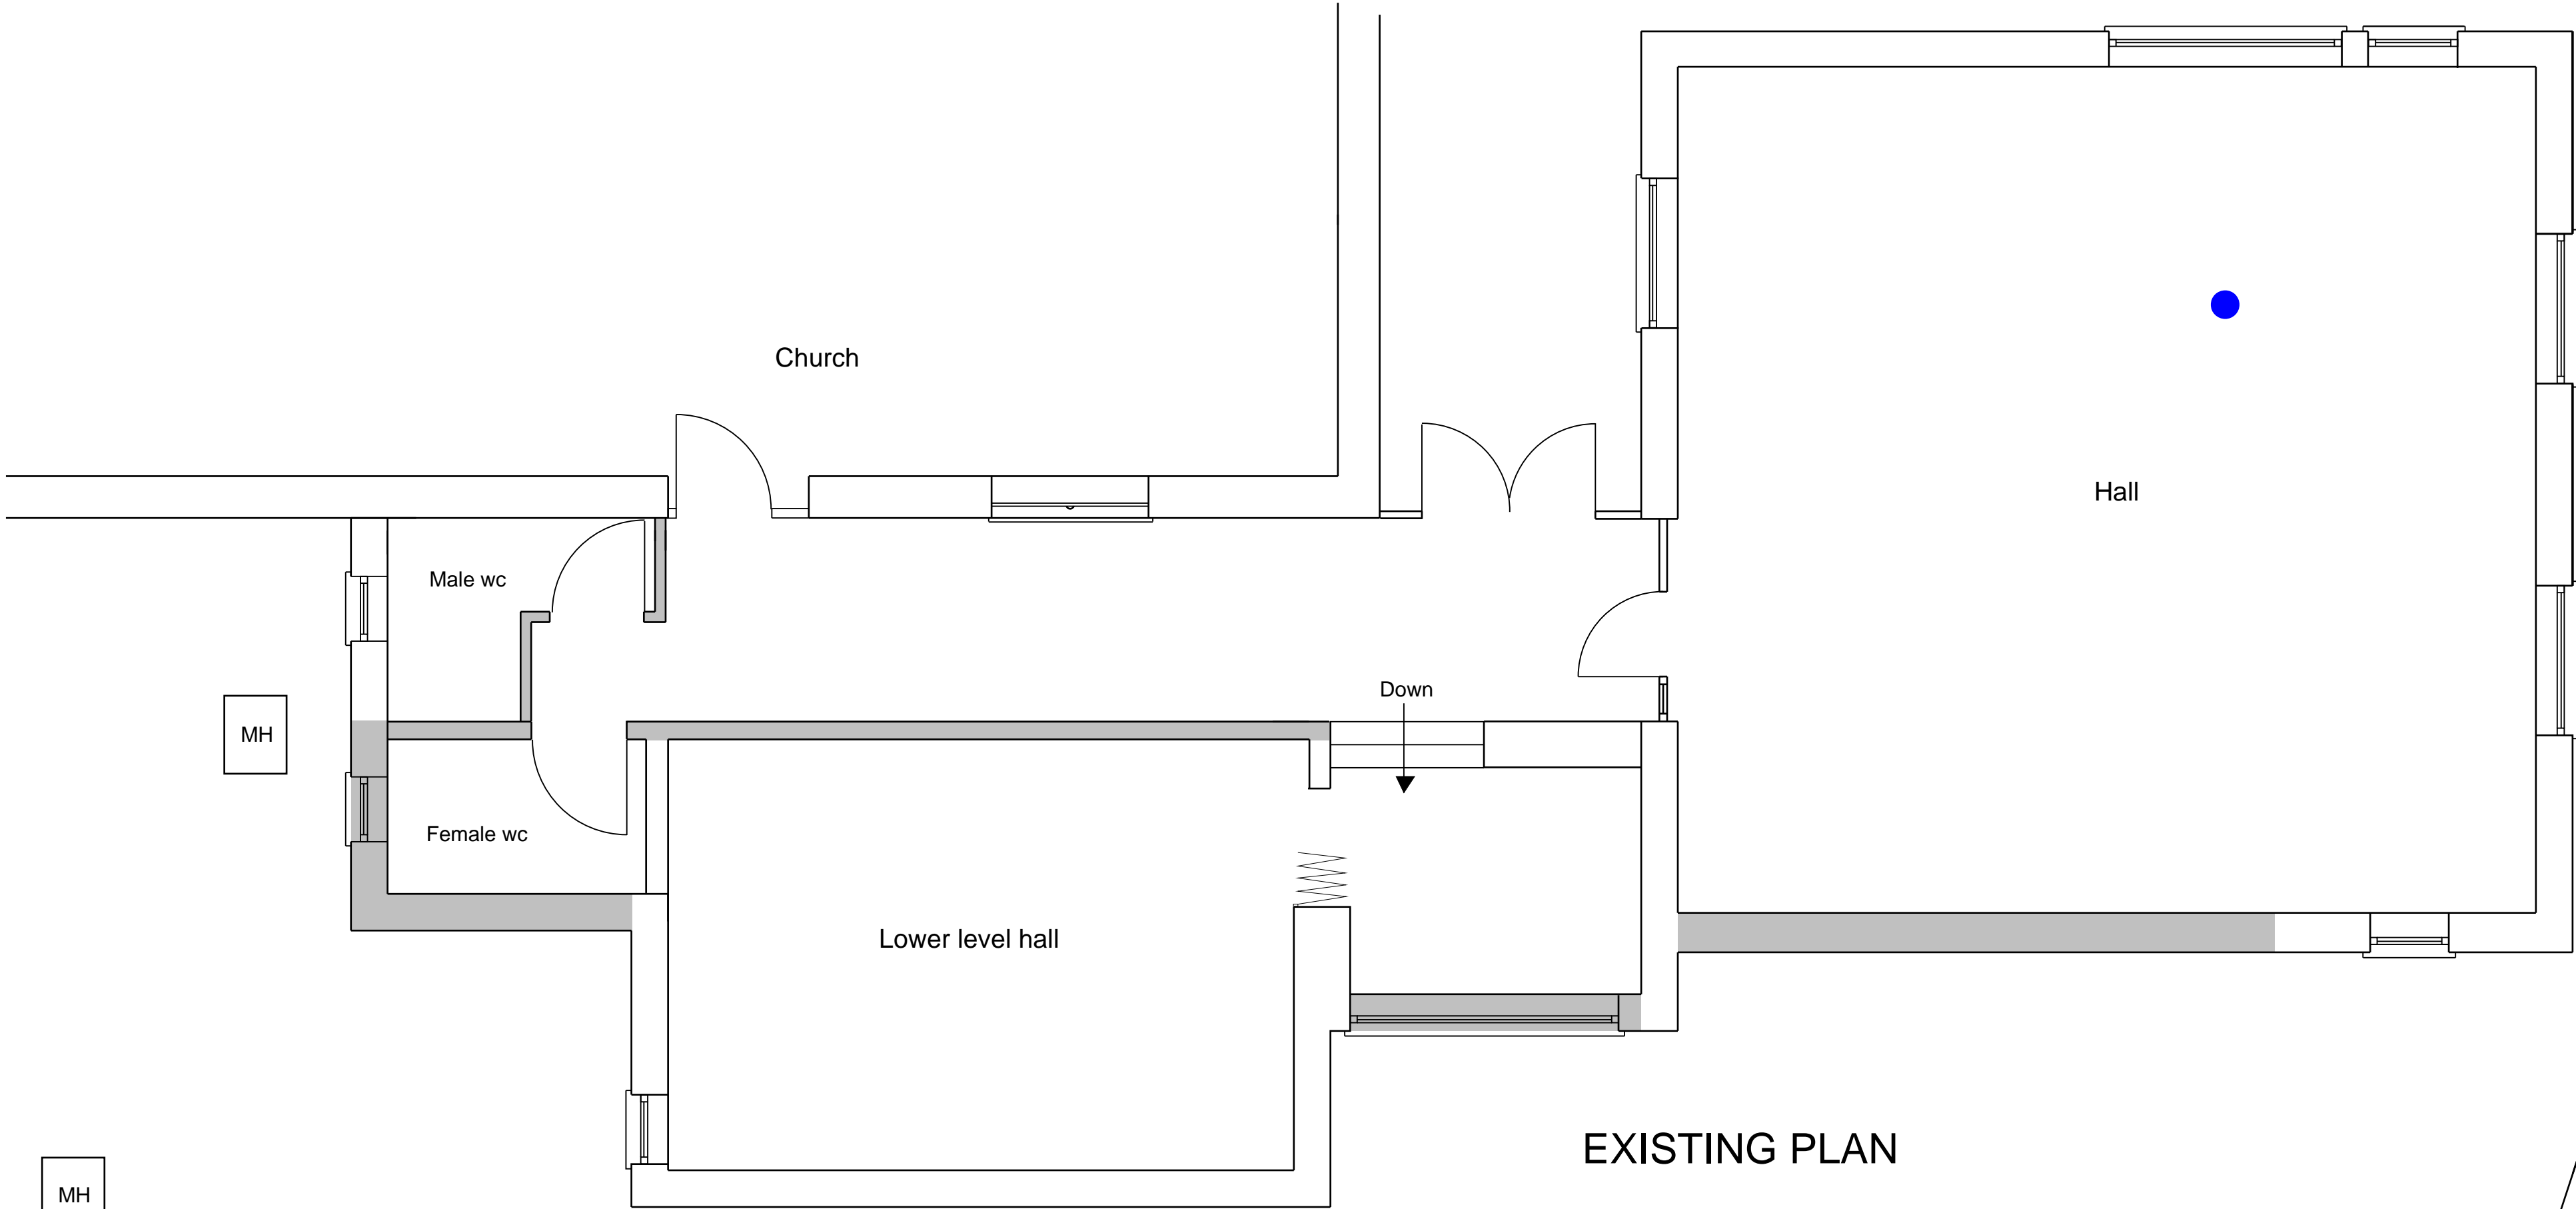 Church
Hall
Male wc
Down
MH
Female wc
Lower level hall
EXISTING PLAN
MH